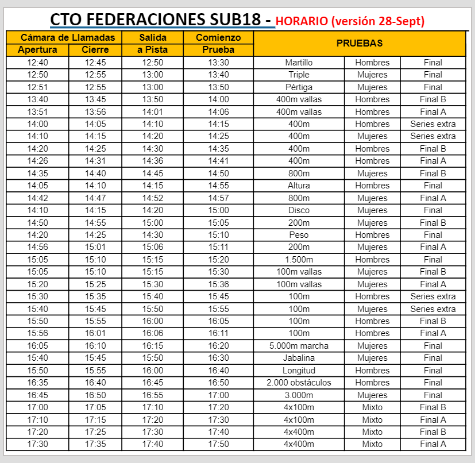 CTO FEDERACIONES SUB18 - HORARIO (versión 28-Sept)
Cámara de Llamadas Salida Comienzo PRUEBAS
Apertura Cierre a Pista Prueba
12:40 12:45 12:50 13:30 Martillo Hombres Final
12:50 12:55 13:00 13:40 Triple Mujeres Final
12:51 12:55 13:00 13:50 Pértiga Mujeres Final
13:40 13:45 13:50 14:00 400m vallas Hombres Final B
13:51 13:56 14:01 14:06 400m vallas Hombres Final A
14:00 14:05 14:10 14:15 400m Hombres Series extra
14:10 14:15 14:20 14:25 400m Mujeres Series extra
14:20 14:25 14:30 14:35 400m Hombres Final B
14:26 14:31 14:36 14:41 400m Hombres Final A
14:35 14:40 14:45 14:50 800m Mujeres Final B
14:05 14:10 14:15 14:55 Altura Hombres Final
14:42 14:47 14:52 14:57 800m Mujeres Final A
14:10 14:15 14:20 15:00 Disco Mujeres Final
14:50 14:55 15:00 15:05 200m Mujeres Final B
14:20 14:25 14:30 15:10 Peso Hombres Final
14:56 15:01 15:06 15:11 200m Mujeres Final A
15:05 15:10 15:15 15:20 1.500m Hombres Final
15:05 15:10 15:15 15:30 100m vallas Mujeres Final B
15:20 15:25 15:30 15:36 100m vallas Mujeres Final A
15:30 15:35 15:40 15:45 100m Hombres Series extra
15:40 15:45 15:50 15:55 100m Mujeres Series extra
15:50 15:55 16:00 16:05 100m Hombres Final B
15:56 16:01 16:06 16:11 100m Hombres Final A
16:05 16:10 16:15 16:20 5.000m marcha Mujeres Final
15:40 15:45 15:50 16:30 Jabalina Mujeres Final
15:50 15:55 16:00 16:40 Longitud Hombres Final
16:35 16:40 16:45 16:50 2.000 obstáculos Hombres Final
16:45 16:50 16:55 17:00 3.000m Mujeres Final
17:00 17:05 17:10 17:20 4x100m Mixto Final B
17:10 17:15 17:20 17:30 4x100m Mixto Final A
17:20 17:25 17:30 17:40 4x400m Mixto Final B
17:30 17:35 17:40 17:50 4x400m Mixto Final A